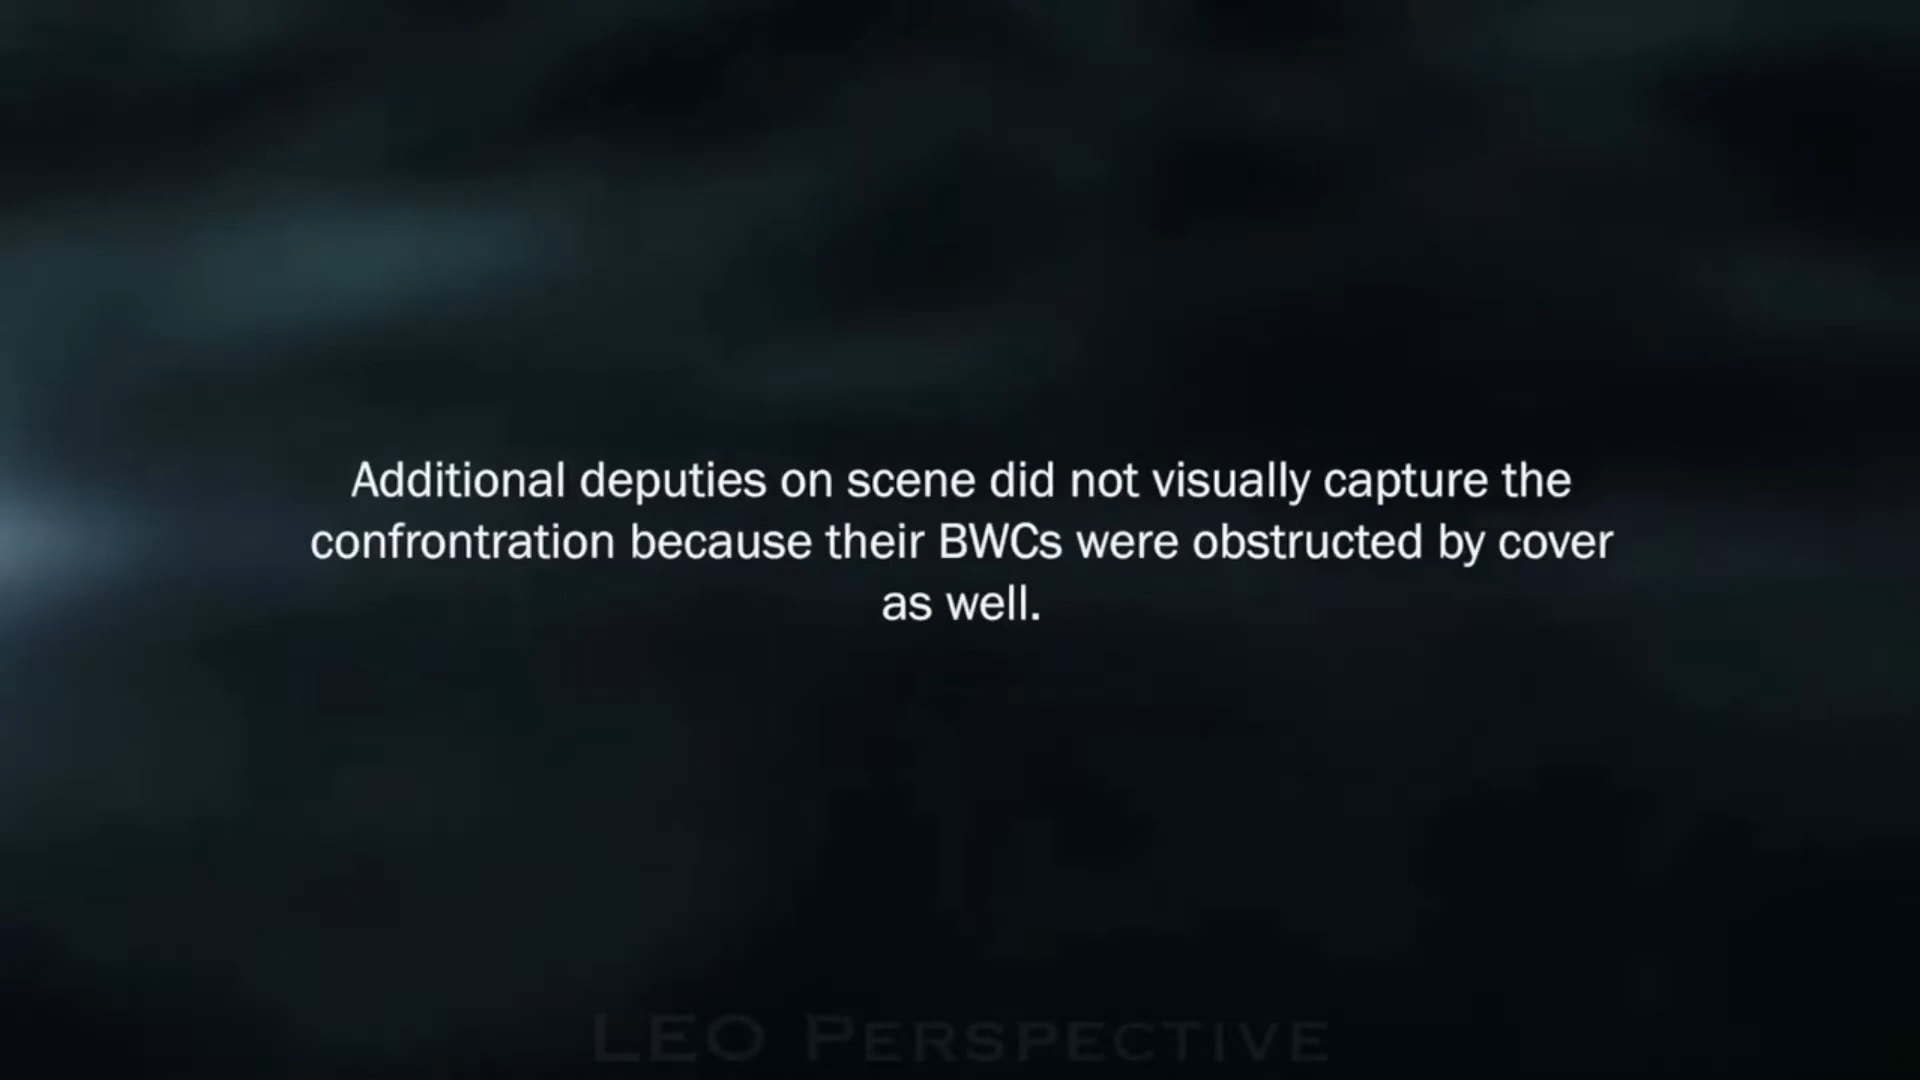 Additional deputies on scene did not visually capture the
confrontration because their BWCs were obstructed by cover
as well.
LEO PERSPECTIVE